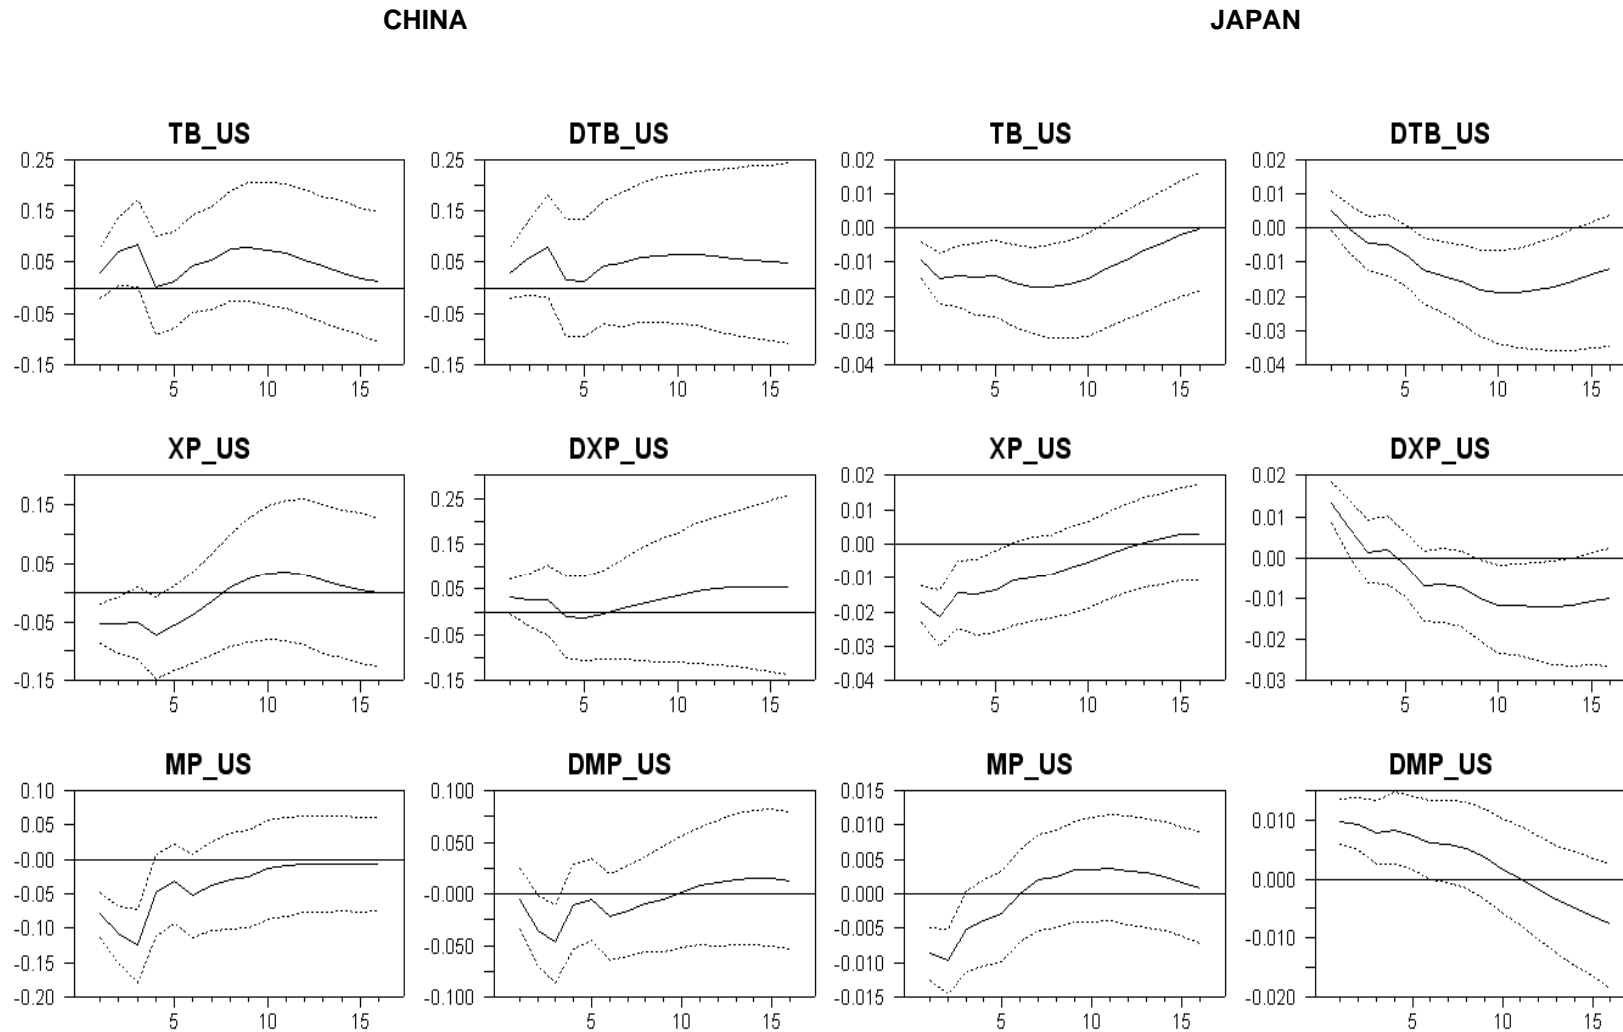 CHINA JAPAN
TB_US DTB_US TB_US DTB_US
0.25 0.25 0.02 0.02
0.15 0.15 0.01 0.01
0.05 0.05 0.00 0.00
-0.05 -0.05 -0.01 -0.01
-0.02 -0.02
-0.03 -0.03
-0.15 -0.15 -0.04 -0.04
5 10 15 5 10 15 5 10 15 5 10 15
XP_US DXP_US XP_US DXP_US
0.15 0.25 0.02 0.02
0.05 0.15 0.01 0.01
-0.05 0.05 0.00 0.00
-0.15 -0.05 -0.01 -0.01
-0.15 -0.02 -0.02
-0.03 -0.03
-0.04
5 10 15 5 10 15 5 10 15 5 10 15
MP_US DMP_US MP_US DMP_US
0.10 0.100 0.015 0.010
0.05 0.050 0.010 0.000
-0.00 -0.000 0.005 -0.010
-0.05 -0.050 0.000 -0.020
-0.10 -0.100 -0.005
-0.15 -0.010
-0.20 -0.015
5 10 15 5 10 15 5 10 15 5 10 15